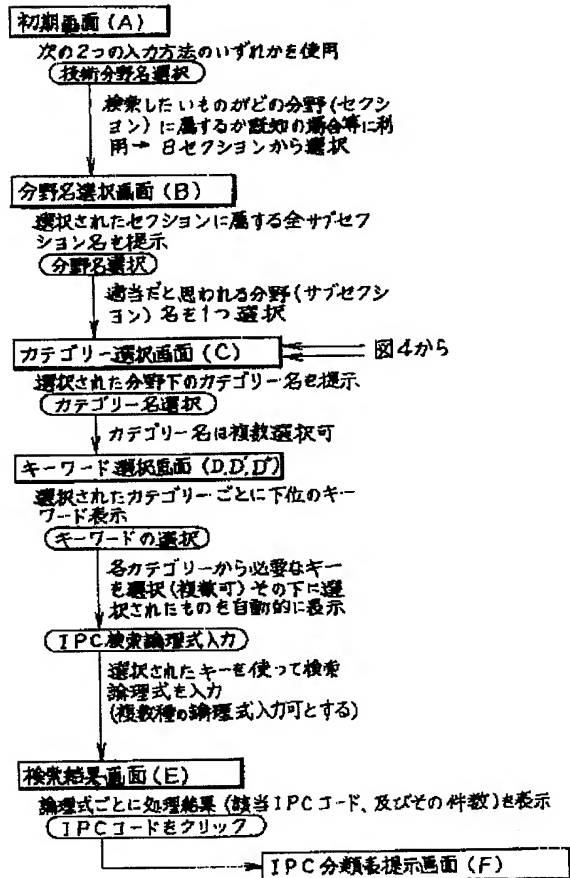 初期画面(A)
次の2つの入力方法のいずれかを使用
技術分野名選択
検索したいものがどの分野(セクシ
ョン)に属するか既知の場合等に利
用→8セクションから選択
分野名選択画面(B)
選択されたセクションに属する全サブセク
ション名を提示
分野名選択
適当だと思われる分野(サブセクシ
ョン)名を1つ選択
カテゴリー選択画面(C)
図4から
選択された分野下のカテゴリー名を提示
カテゴリー名選択
カテゴリー名は複数選択可
キーワード選択画面(D,D',D")
選択されたカテゴリーごとに下位のキー
ワード表示
キーワードの選択
各カテゴリーから必要なキー
を選択(複数可)その下に選
択されたものを自動的に表示
IPC検索論理式入力
選択されたキーを使って検索
論理式を入力
(複数種の論理式入力可とする)
検索結果画面(E)
論理式ごとに処理結果(該当IPCコード、及びその件数)を表示
IPCコードをクリック
IPC分類表提示画面(F)